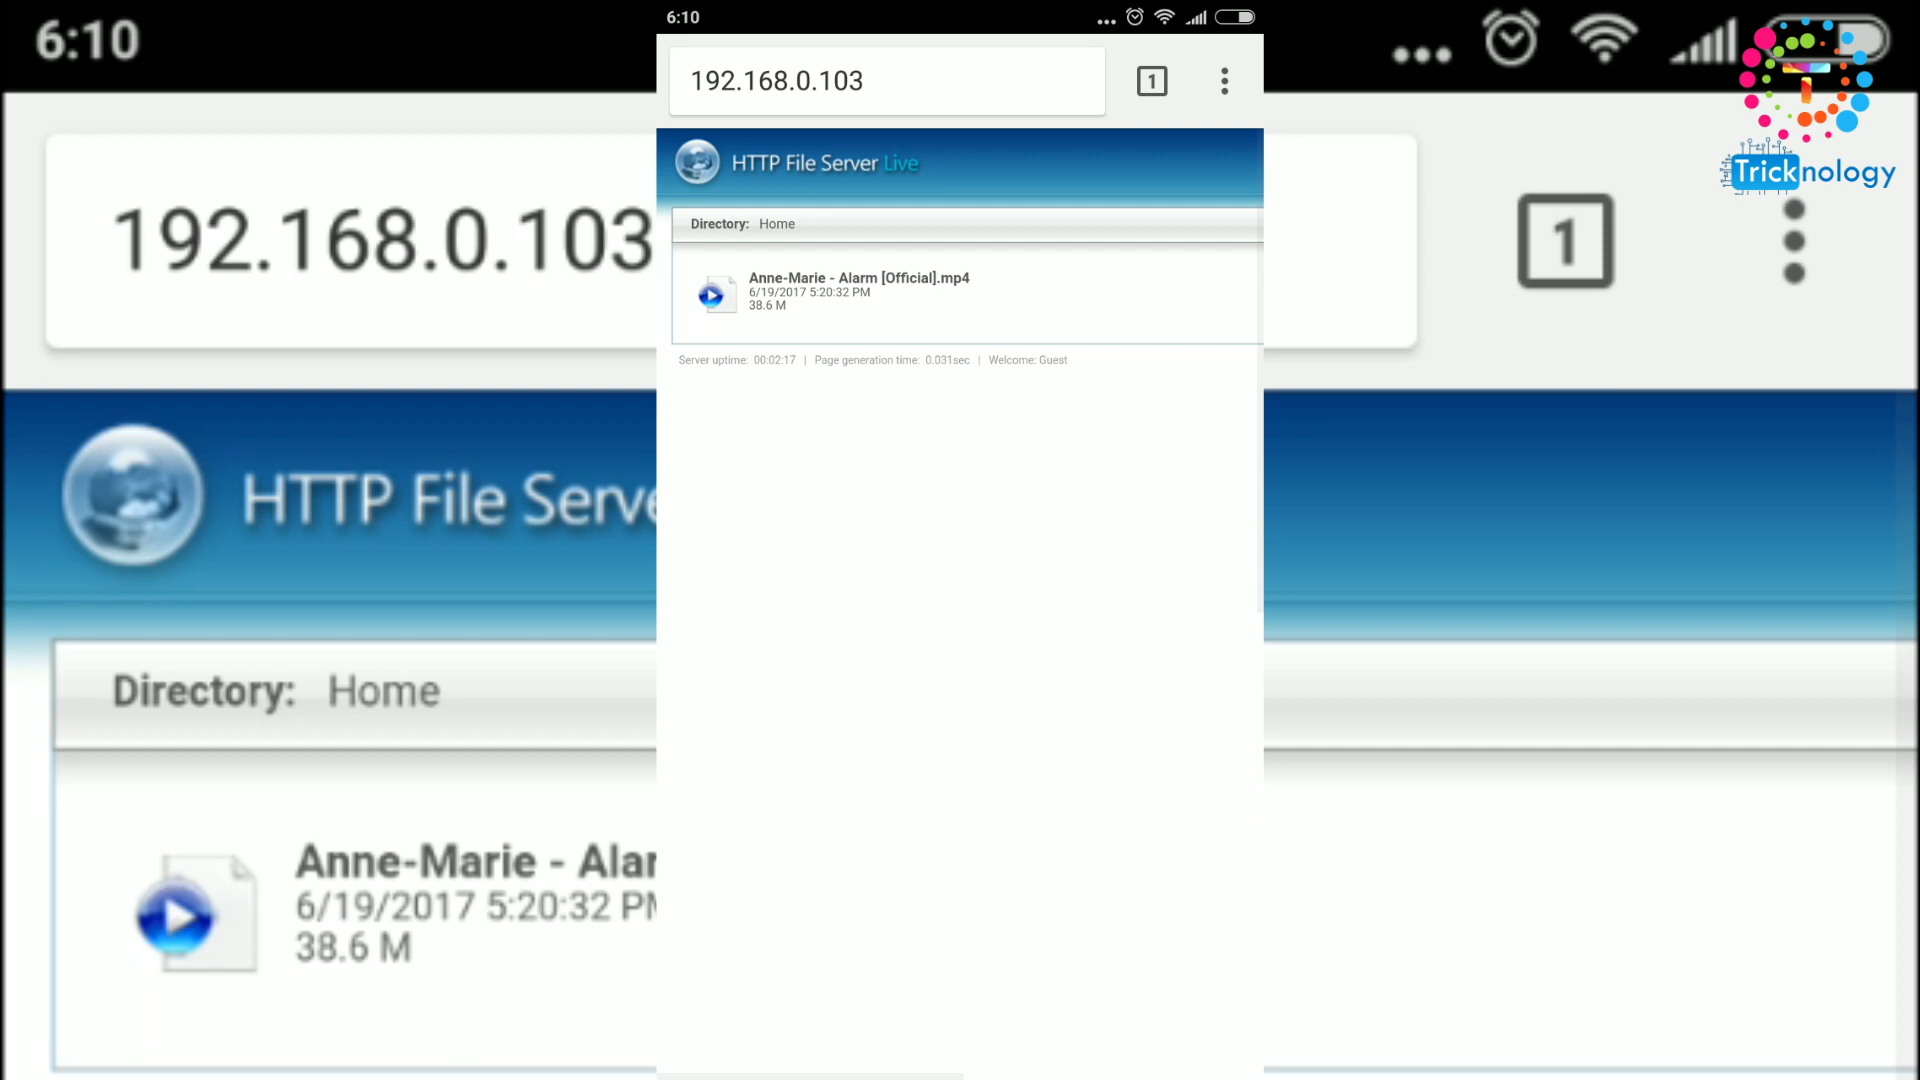 6:10
192.168.0.103
1
HTTP File Serve
Directory: Home
Anne-Marie - Alar
6/19/2017 5:20:32 PM
38.6 M
6:10
192.168.0.103
1
HTTP File Server Live
Directory: Home
Anne-Marie - Alarm [Official].mp4
6/19/2017 5:20:32 PM
38.6 M
Server uptime: 00:02:17 | Page generation time: 0.031sec | Welcome: Guest
1
Tricknology